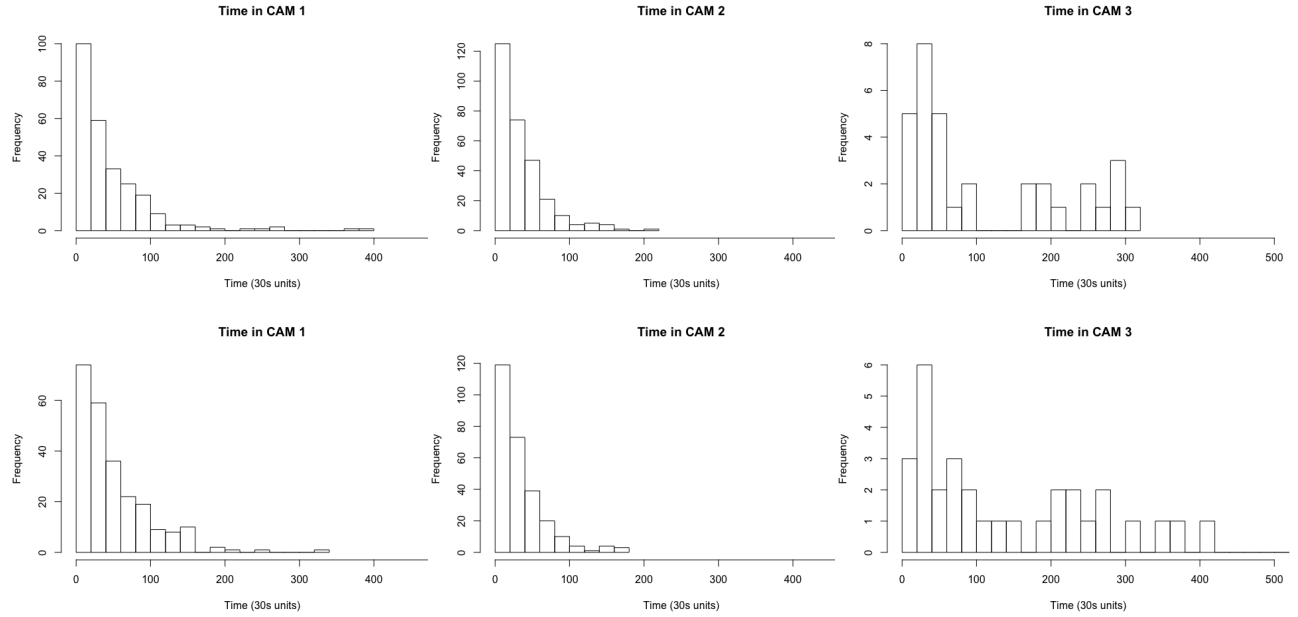 Time in CAM 1
Frequency
0 20 40 60 80 100
0 100 200 300 400
Time (30s units)
Time in CAM 2
Frequency
0 20 40 60 80 100 120
0 100 200 300 400
Time (30s units)
Time in CAM 3
Frequency
0 2 4 6 8
0 100 200 300 400 500
Time (30s units)
Time in CAM 1
Frequency
0 20 40 60
0 100 200 300 400
Time (30s units)
Time in CAM 2
Frequency
0 20 40 60 80 100 120
0 100 200 300 400
Time (30s units)
Time in CAM 3
Frequency
0 1 2 3 4 5 6
0 100 200 300 400 500
Time (30s units)